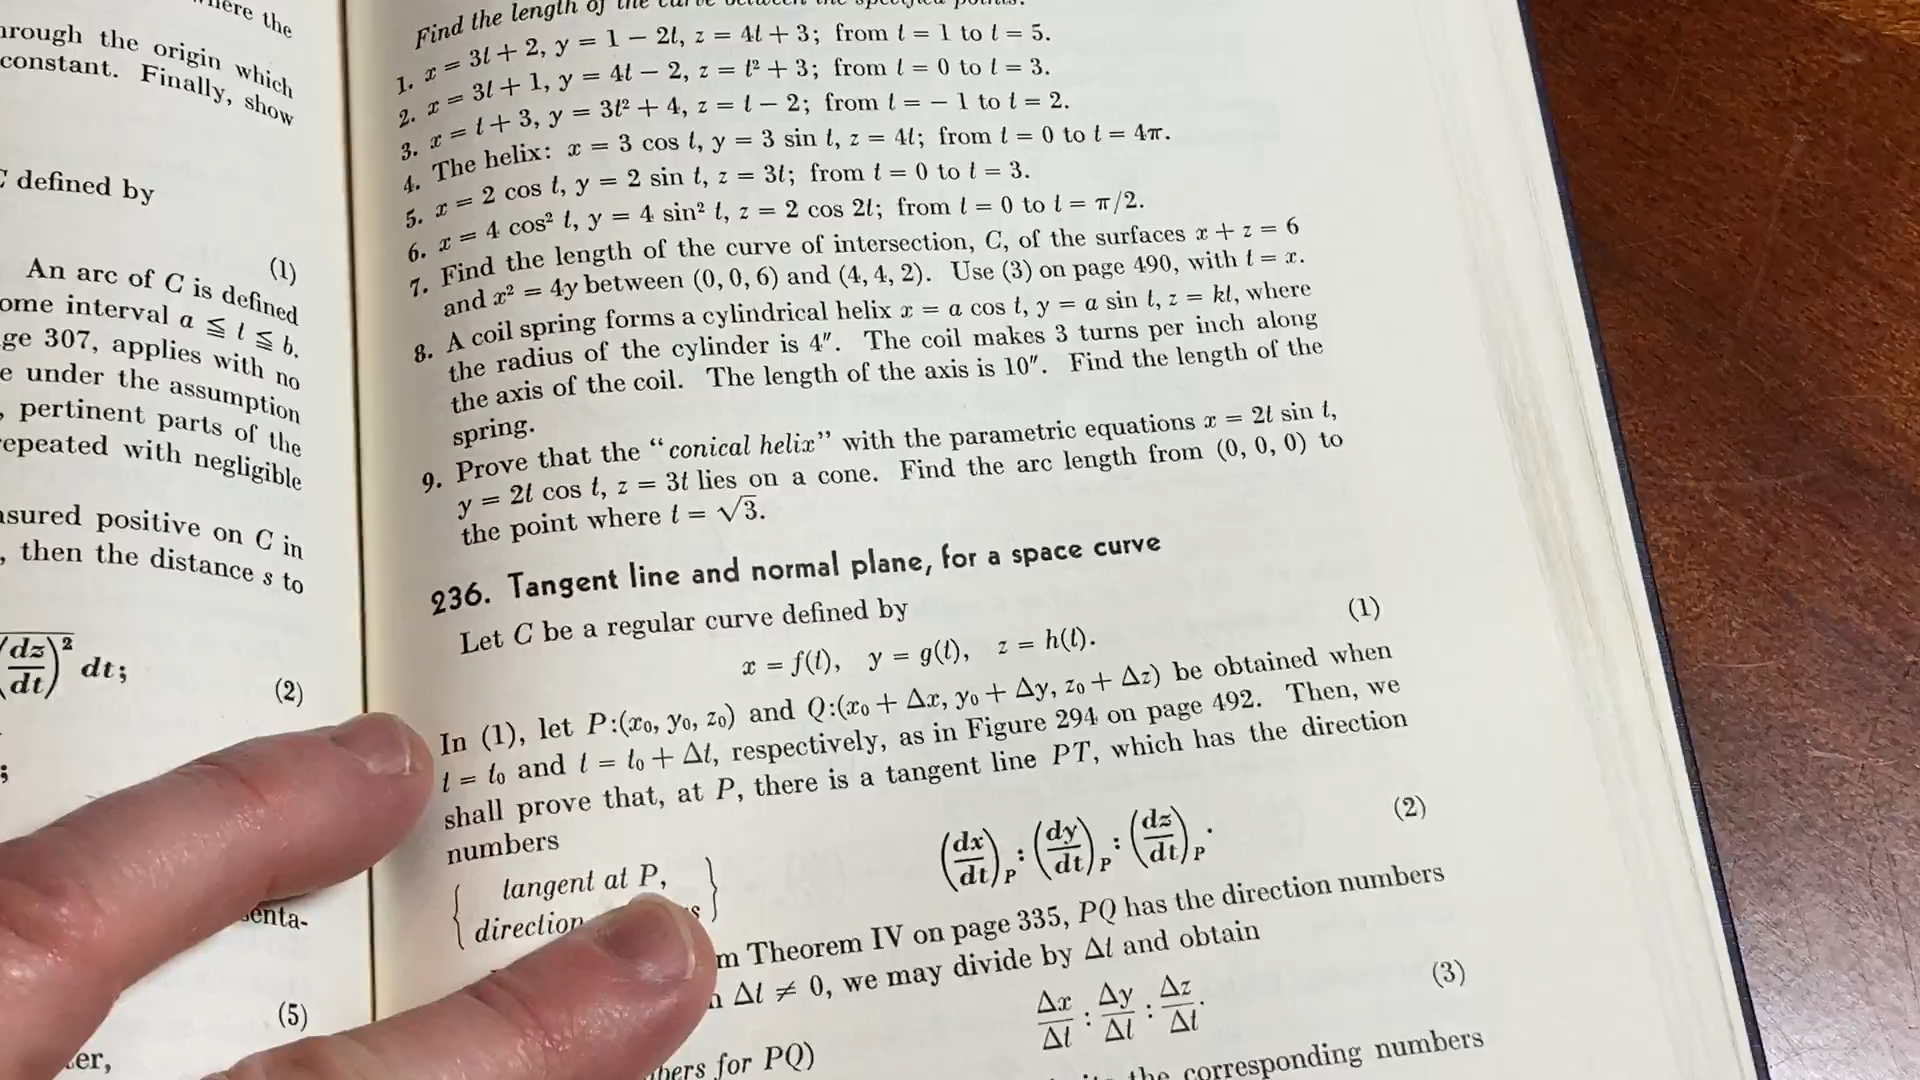 here the
hrough the origin which
constant. Finally, show
C defined by
(1)
An arc of C is defined
ome interval a ≦ t ≦ b.
ge 307, applies with no
e under the assumption
, pertinent parts of the
repeated with negligible
asured positive on C in
, then the distance s to
(dz/dt)² dt;
(2)
;
enta-
(5)
er,
Find the length of the curve between the specified points.
1. x = 3t + 2, y = 1 − 2t, z = 4t + 3; from t = 1 to t = 5.
2. x = 3t + 1, y = 4t − 2, z = t² + 3; from t = 0 to t = 3.
3. x = t + 3, y = 3t² + 4, z = t − 2; from t = − 1 to t = 2.
4. The helix: x = 3 cos t, y = 3 sin t, z = 4t; from t = 0 to t = 4π.
5. x = 2 cos t, y = 2 sin t, z = 3t; from t = 0 to t = 3.
6. x = 4 cos² t, y = 4 sin² t, z = 2 cos 2t; from t = 0 to t = π/2.
7. Find the length of the curve of intersection, C, of the surfaces x + z = 6
and x² = 4y between (0, 0, 6) and (4, 4, 2). Use (3) on page 490, with t = x.
8. A coil spring forms a cylindrical helix x = a cos t, y = a sin t, z = kt, where
the radius of the cylinder is 4″. The coil makes 3 turns per inch along
the axis of the coil. The length of the axis is 10″. Find the length of the
spring.
9. Prove that the “conical helix” with the parametric equations x = 2t sin t,
y = 2t cos t, z = 3t lies on a cone. Find the arc length from (0, 0, 0) to
the point where t = √3.
236. Tangent line and normal plane, for a space curve
Let C be a regular curve defined by
x = f(t), y = g(t), z = h(t). (1)
In (1), let P:(x₀, y₀, z₀) and Q:(x₀ + Δx, y₀ + Δy, z₀ + Δz) be obtained when
t = t₀ and t = t₀ + Δt, respectively, as in Figure 294 on page 492. Then, we
shall prove that, at P, there is a tangent line PT, which has the direction
numbers
{ tangent at P, direction s } (dx/dt)P : (dy/dt)P : (dz/dt)P. (2)
m Theorem IV on page 335, PQ has the direction numbers
Δt ≠ 0, we may divide by Δt and obtain
bers for PQ) Δx/Δt : Δy/Δt : Δz/Δt. (3)
the corresponding numbers